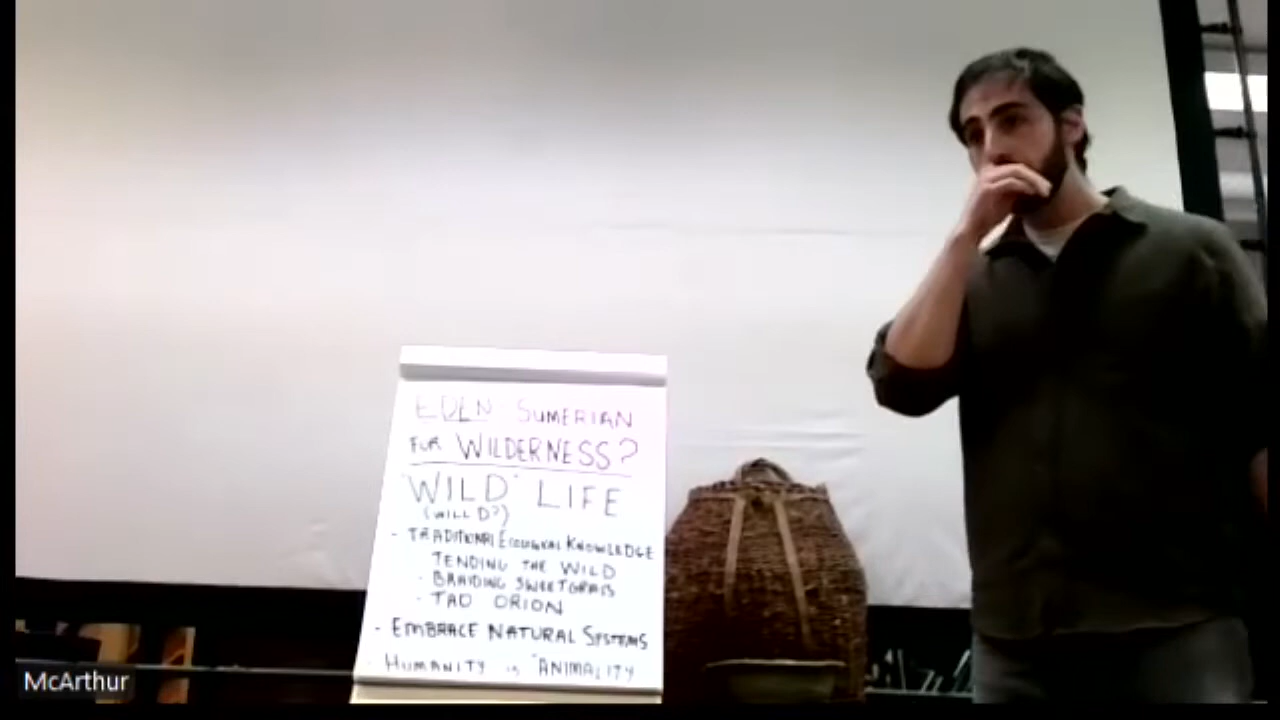 EDEN SUMERIAN
FOR WILDERNESS?
"WILD" LIFE
(WILL'D?)
- TRADITIONAL ECOLOGICAL KNOWLEDGE
TENDING THE WILD
- BRAIDING SWEETGRASS
- TAO ORION
- EMBRACE NATURAL SYSTEMS
- HUMANITY is "ANIMALITY
McArthur